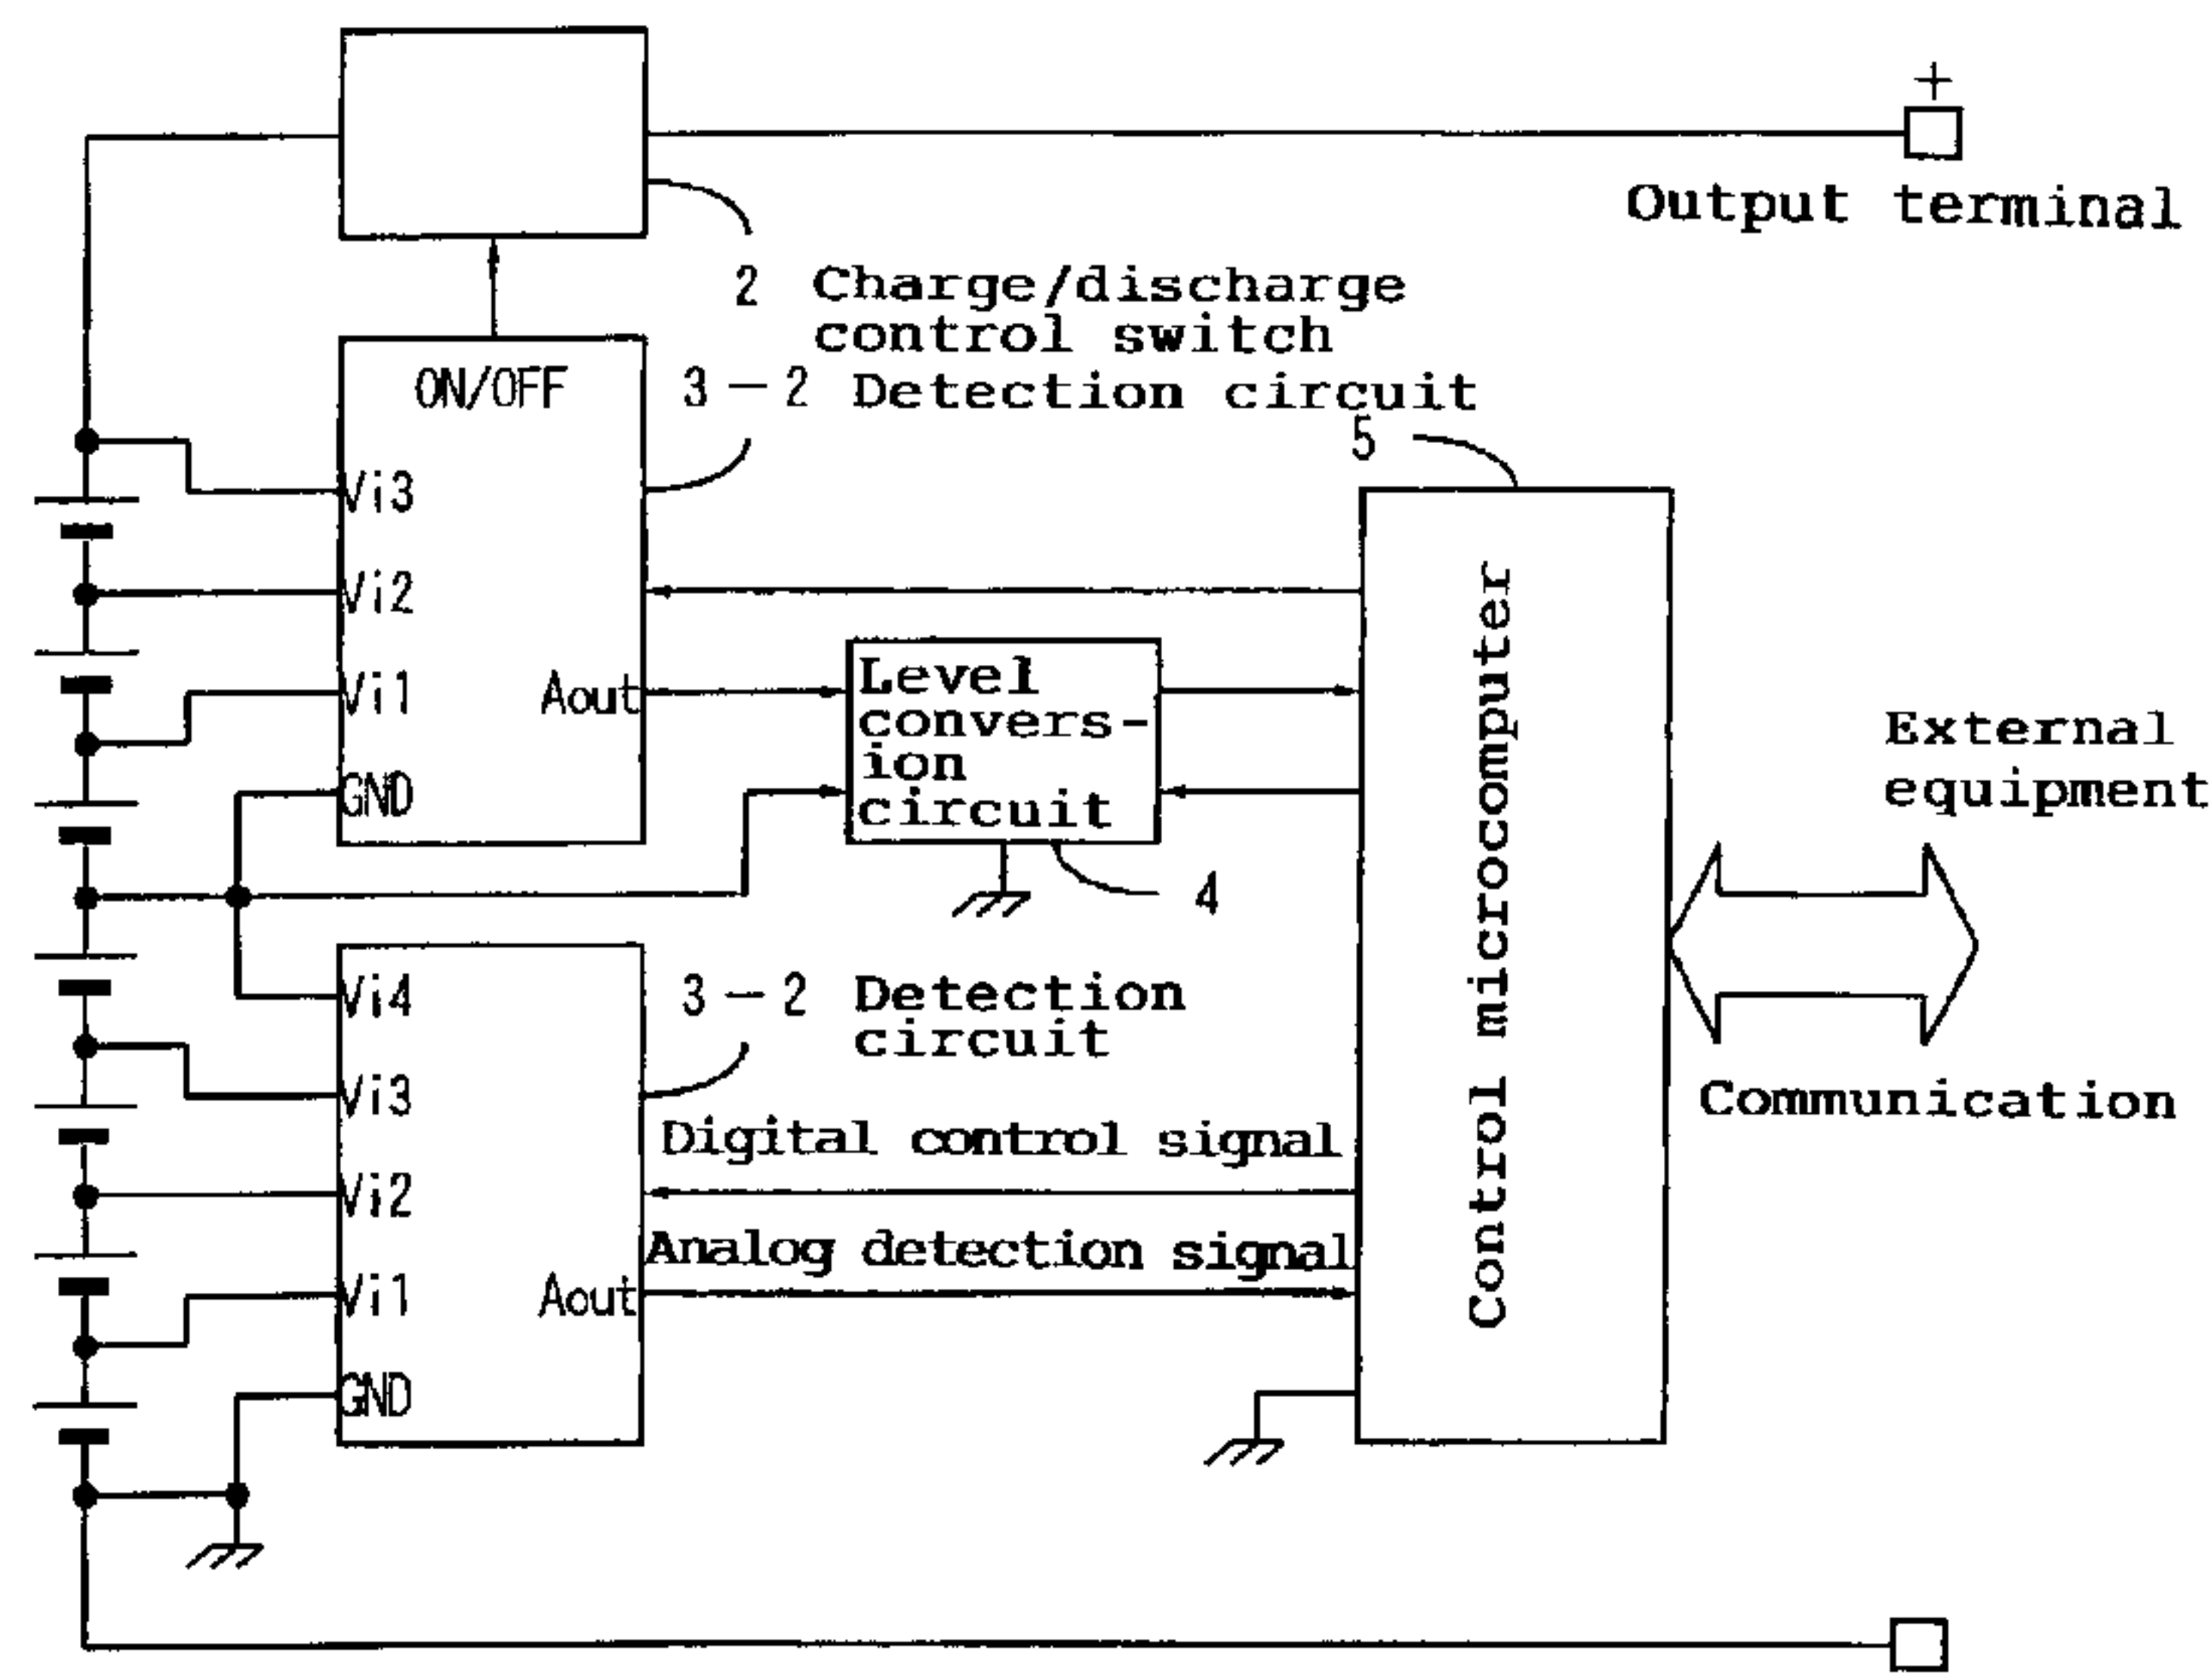 +
Output terminal
2 Charge/discharge
control switch
ON/OFF
3-2 Detection circuit
5
Vi3
Vi2
Vi1
Aout
GND
Level
convers-
ion
circuit
4
Control microcomputer
External
equipment
Communication
Vi4
3-2 Detection
circuit
Vi3
Digital control signal
Vi2
Analog detection signal
Vi1
Aout
GND